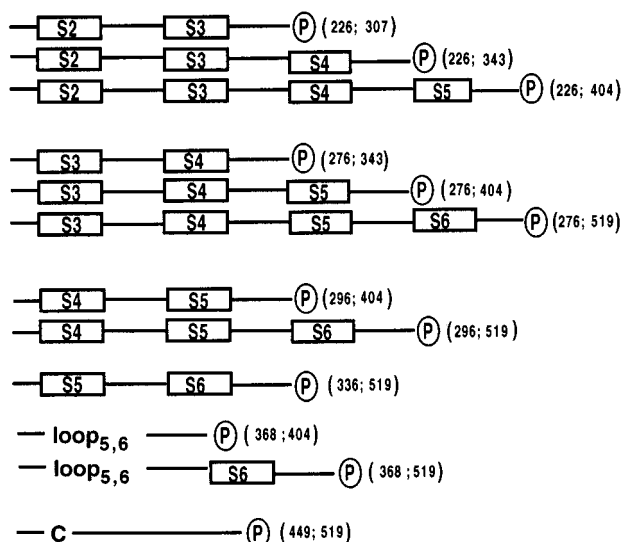 S2 S3 P (226; 307)
S2 S3 S4 P (226; 343)
S2 S3 S4 S5 P (226; 404)
S3 S4 P (276; 343)
S3 S4 S5 P (276; 404)
S3 S4 S5 S6 P (276; 519)
S4 S5 P (296; 404)
S4 S5 S6 P (296; 519)
S5 S6 P (336; 519)
loop5,6 P (368 ; 404)
loop5,6 S6 P (368 ; 519)
C P (449; 519)